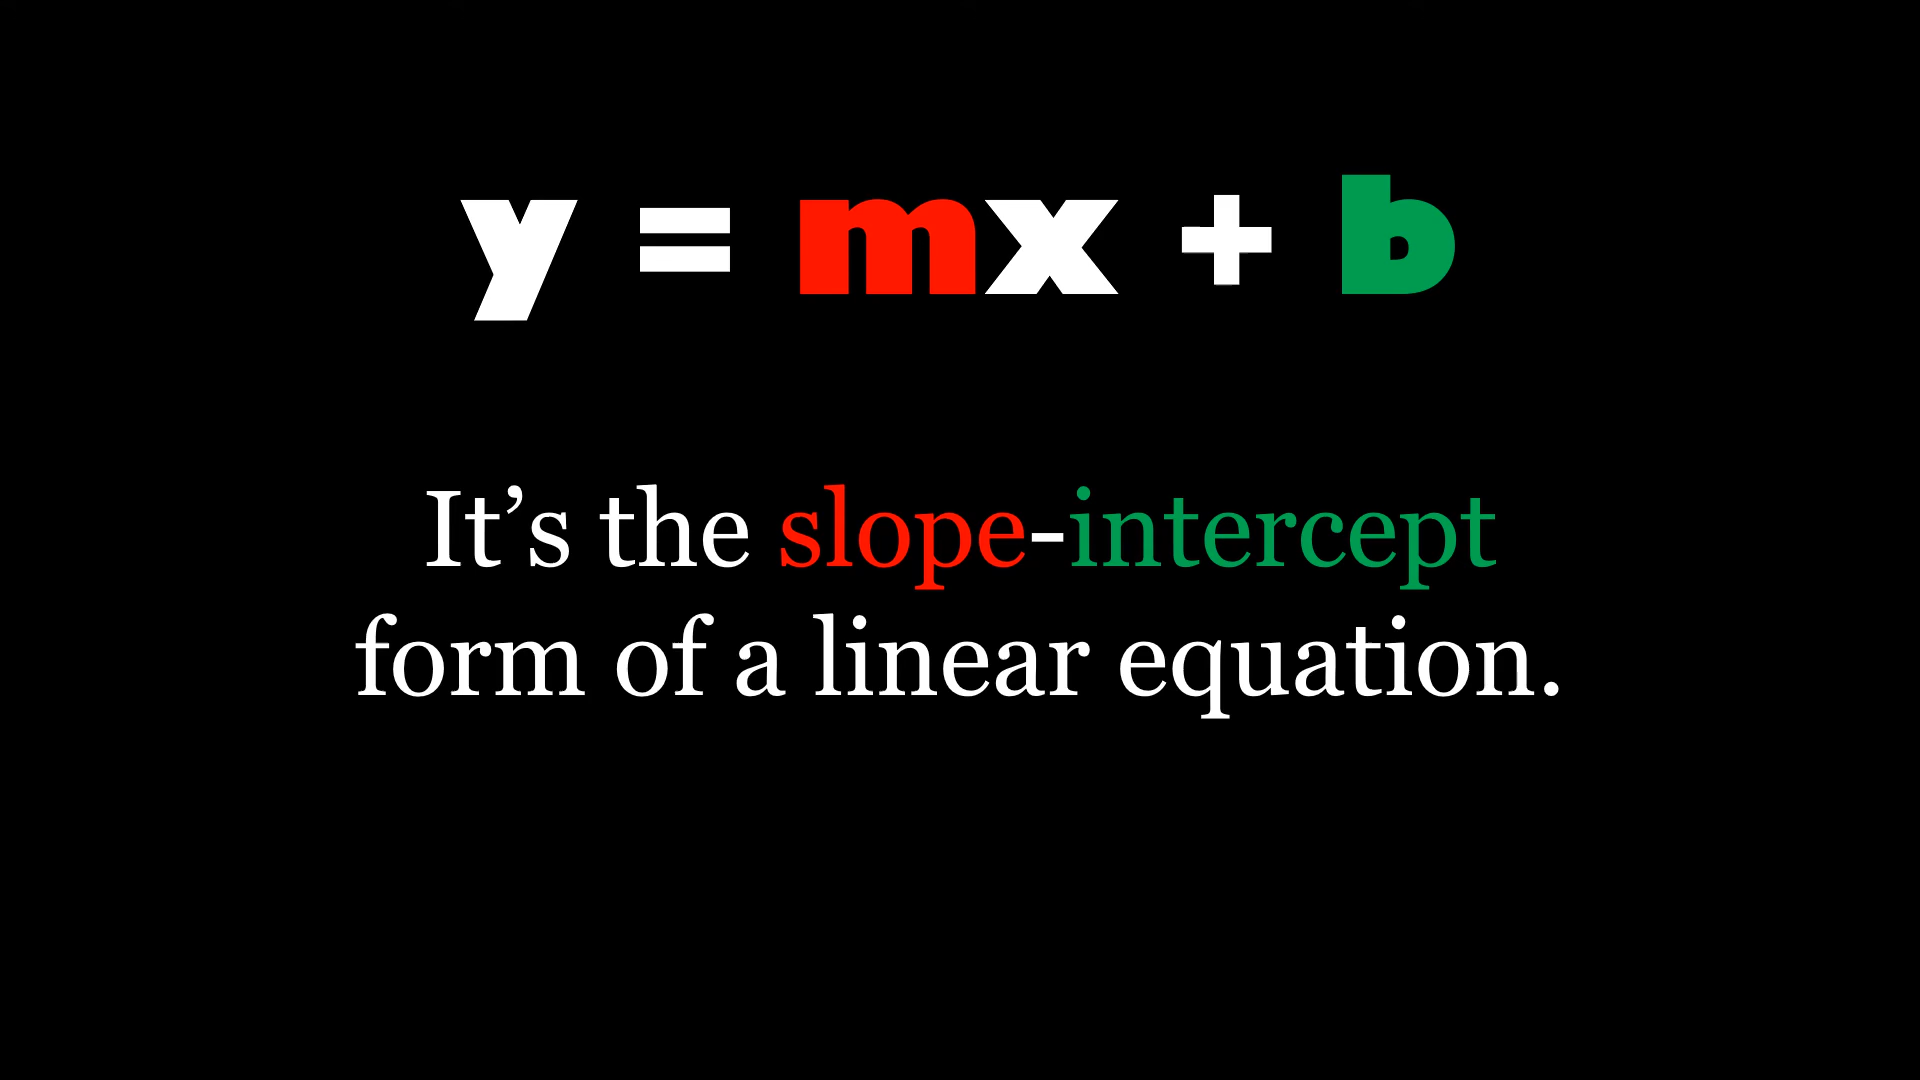 y = mx + b
It’s the slope-intercept
form of a linear equation.